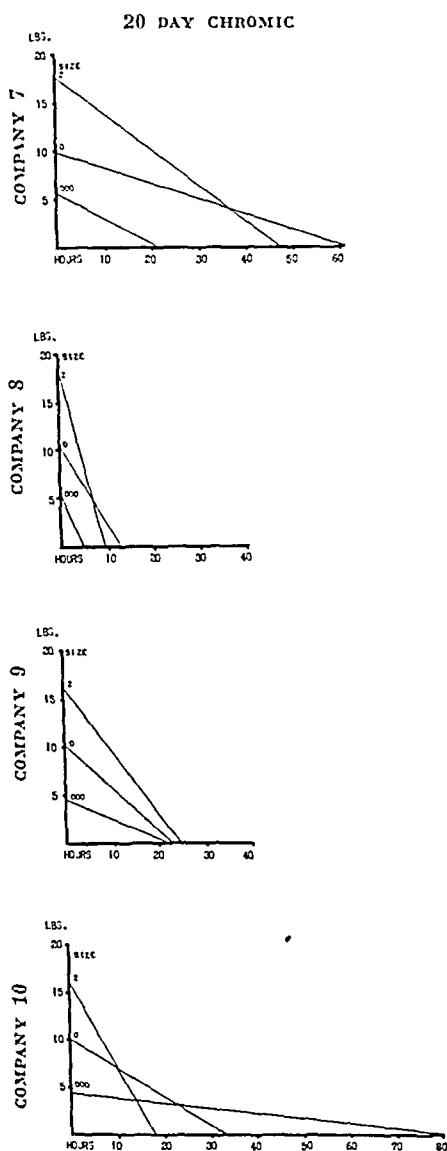 20 DAY CHROMIC
LBS.
20
SIZE
2
15
COMPANY 7
0
10
5
000
HOURS 10 20 30 40 50 60
LBS.
20
SIZE
2
15
COMPANY 8
10
0
5
000
HOURS 10 20 30 40
LBS.
20
SIZE
2
15
COMPANY 9
10
0
5
000
HOURS 10 20 30 40
LBS.
20
SIZE
2
15
COMPANY 10
10
0
5
000
HOURS 10 20 30 40 50 60 70 80